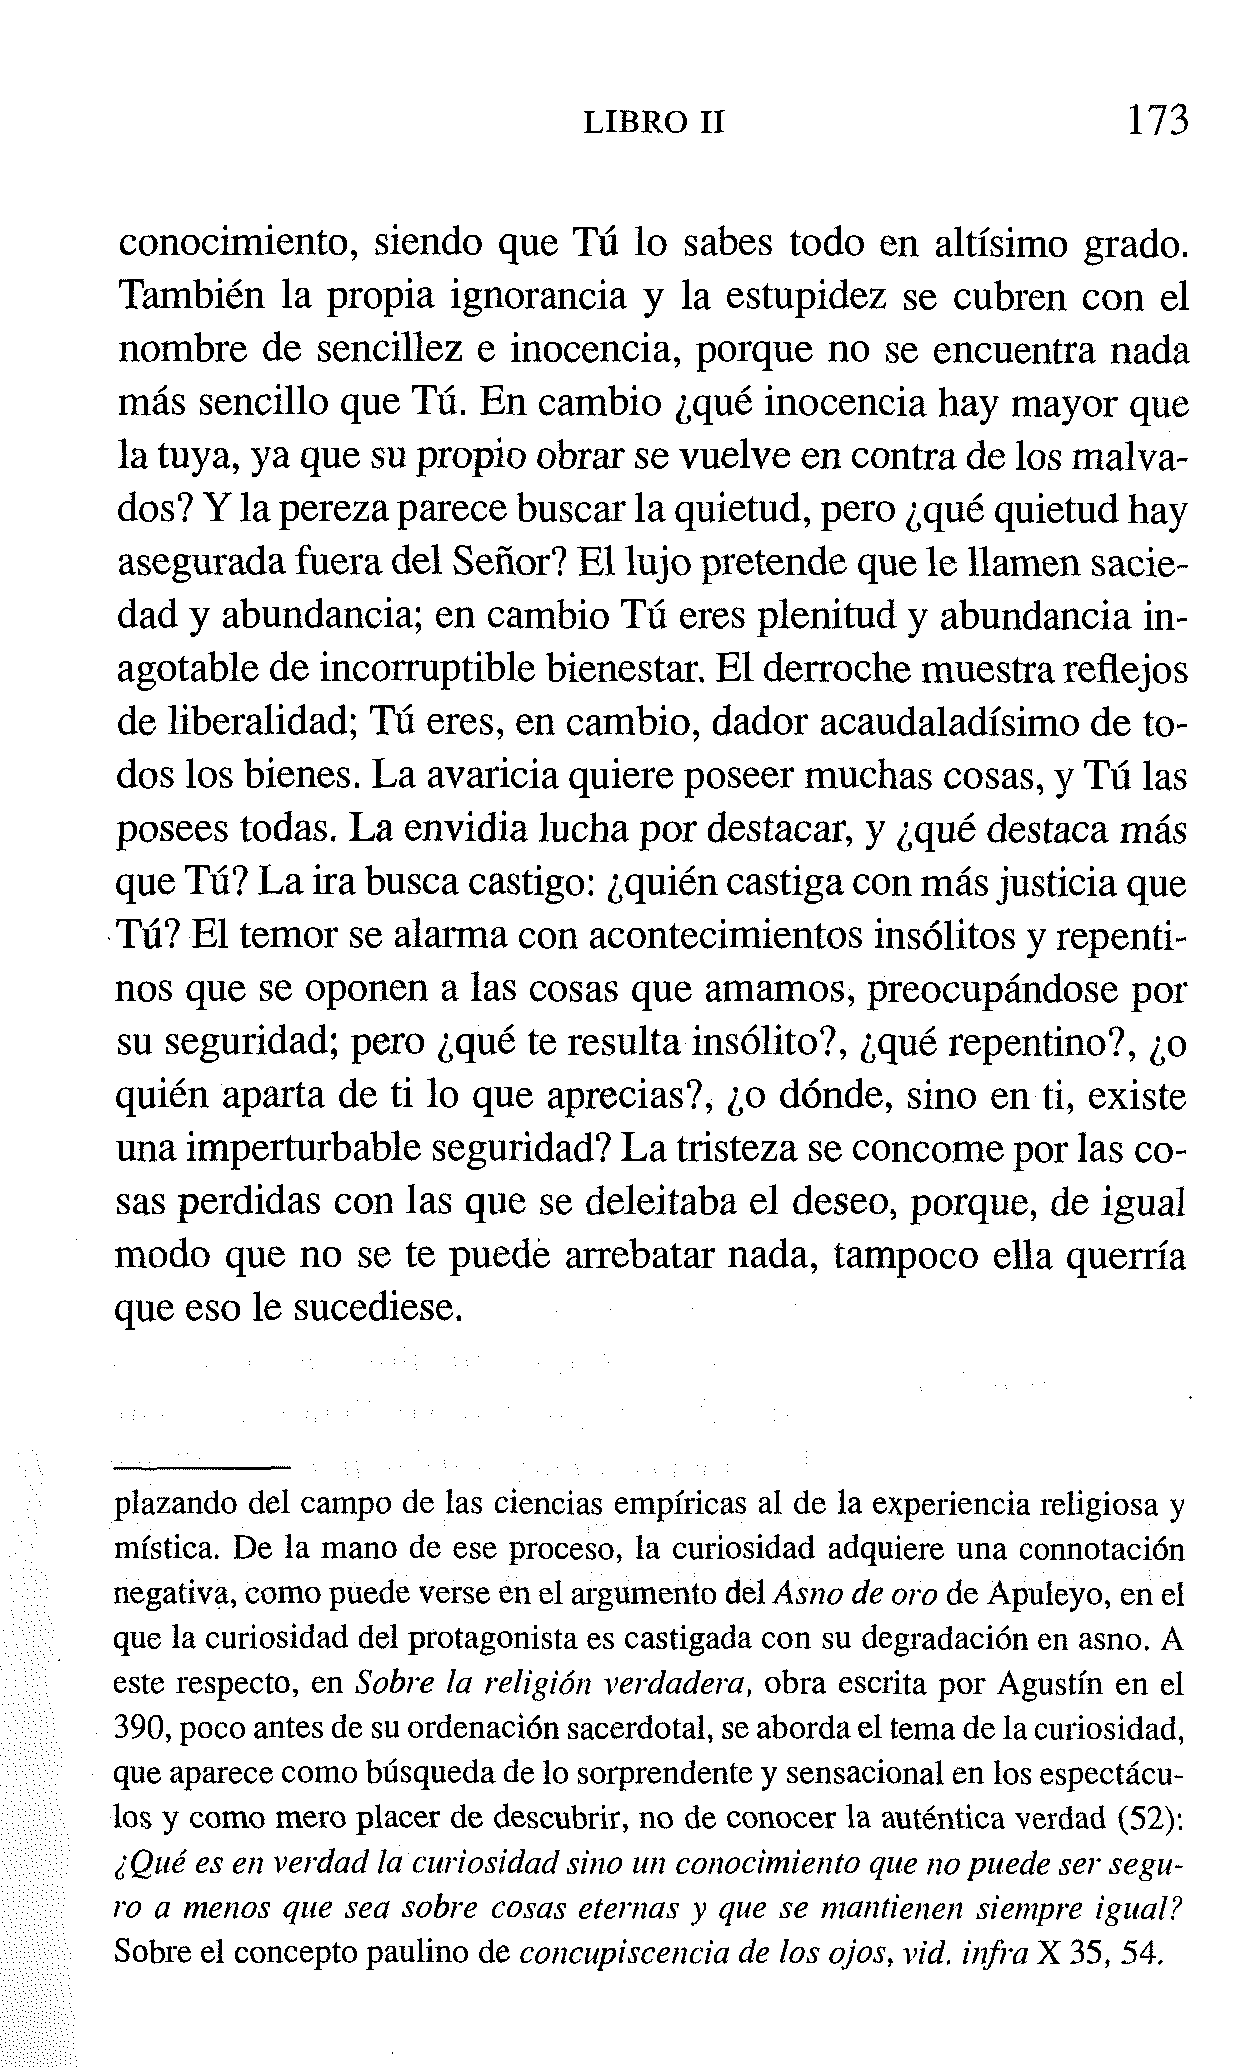 LIBRO II 173
conocimiento, siendo que Tú lo sabes todo en altísimo grado.
También la propia ignorancia y la estupidez se cubren con el
nombre de sencillez e inocencia, porque no se encuentra nada
más sencillo que Tú. En cambio ¿qué inocencia hay mayor que
la tuya, ya que su propio obrar se vuelve en contra de los malva-
dos? Y la pereza parece buscar la quietud, pero ¿qué quietud hay
asegurada fuera del Señor? El lujo pretende que le llamen sacie-
dad y abundancia; en cambio Tú eres plenitud y abundancia in-
agotable de incorruptible bienestar. El derroche muestra reflejos
de liberalidad; Tú eres, en cambio, dador acaudaladísimo de to-
dos los bienes. La avaricia quiere poseer muchas cosas, y Tú las
posees todas. La envidia lucha por destacar, y ¿qué destaca más
que Tú? La ira busca castigo: ¿quién castiga con más justicia que
Tú? El temor se alarma con acontecimientos insólitos y repenti-
nos que se oponen a las cosas que amamos, preocupándose por
su seguridad; pero ¿qué te resulta insólito?, ¿qué repentino?, ¿o
quién aparta de ti lo que aprecias?, ¿o dónde, sino en ti, existe
una imperturbable seguridad? La tristeza se concome por las co-
sas perdidas con las que se deleitaba el deseo, porque, de igual
modo que no se te puede arrebatar nada, tampoco ella querría
que eso le sucediese.
plazando del campo de las ciencias empíricas al de la experiencia religiosa y
mística. De la mano de ese proceso, la curiosidad adquiere una connotación
negativa, como puede verse en el argumento del Asno de oro de Apuleyo, en el
que la curiosidad del protagonista es castigada con su degradación en asno. A
este respecto, en Sobre la religión verdadera, obra escrita por Agustín en el
390, poco antes de su ordenación sacerdotal, se aborda el tema de la curiosidad,
que aparece como búsqueda de lo sorprendente y sensacional en los espectácu-
los y como mero placer de descubrir, no de conocer la auténtica verdad (52):
¿Qué es en verdad la curiosidad sino un conocimiento que no puede ser segu-
ro a menos que sea sobre cosas eternas y que se mantienen siempre igual?
Sobre el concepto paulino de concupiscencia de los ojos, vid. infra X 35, 54.